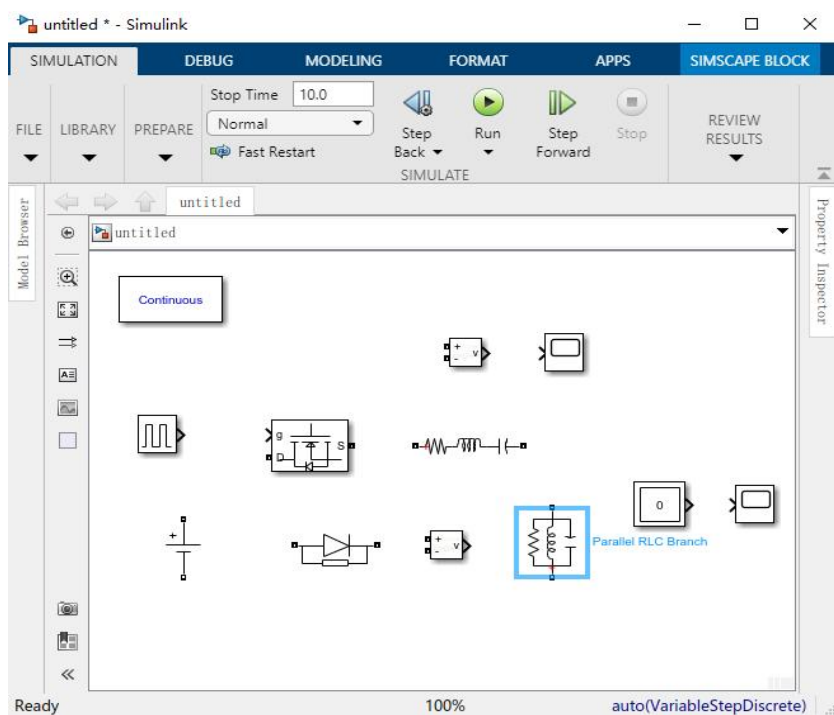 untitled * - Simulink
SIMULATION DEBUG MODELING FORMAT APPS SIMSCAPE BLOCK
FILE
LIBRARY
PREPARE
Stop Time 10.0
Normal
Fast Restart
Step
Back
Run
Step
Forward
Stop
SIMULATE
REVIEW
RESULTS
Model Browser
untitled
untitled
Property Inspector
Continuous
+
-
v
g
D
S
0
+
+
-
v
Parallel RLC Branch
Ready 100% auto(VariableStepDiscrete)